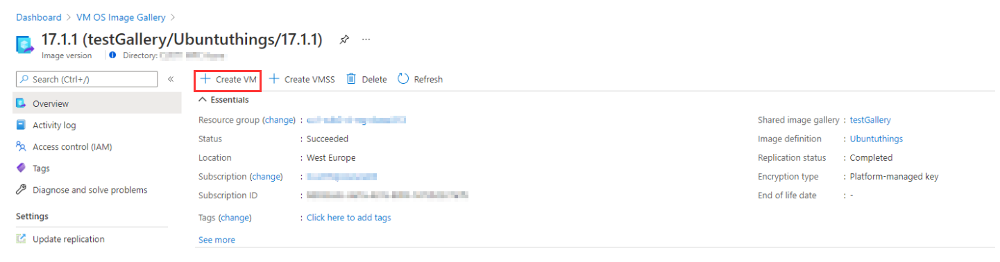 Dashboard > VM OS Image Gallery >
17.1.1 (testGallery/Ubuntuthings/17.1.1) ...
Image version Directory:
Search (Ctrl+/) «
Overview
Activity log
Access control (IAM)
Tags
Diagnose and solve problems
Settings
Update replication
+ Create VM + Create VMSS Delete Refresh
Essentials
Resource group (change) :
Status : Succeeded
Location : West Europe
Subscription (change) :
Subscription ID :
Tags (change) : Click here to add tags
See more
Shared image gallery : testGallery
Image definition : Ubuntuthings
Replication status : Completed
Encryption type : Platform-managed key
End of life date : -